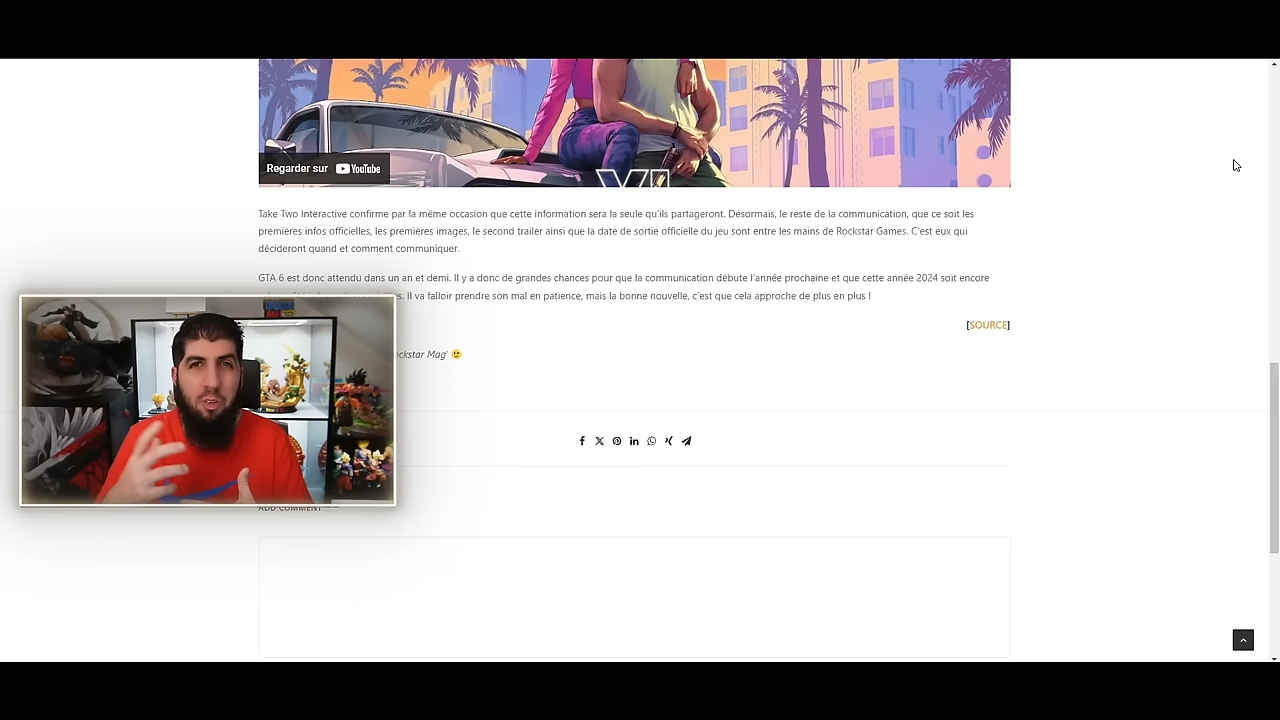 VI
Regarder sur YouTube
Take Two Interactive confirme par la même occasion que cette information sera la seule qu'ils partageront. Désormais, le reste de la communication, que ce soit les
premières infos officielles, les premières images, le second trailer ainsi que la date de sortie officielle du jeu sont entre les mains de Rockstar Games. C'est eux qui
décideront quand et comment communiquer.
GTA 6 est donc attendu dans un an et demi. Il y a donc de grandes chances pour que la communication débute l'année prochaine et que cette année 2024 soit encore
Il va falloir prendre son mal en patience, mais la bonne nouvelle, c'est que cela approche de plus en plus !
[SOURCE]
ockstar Mag' 😃
ADD COMMENT